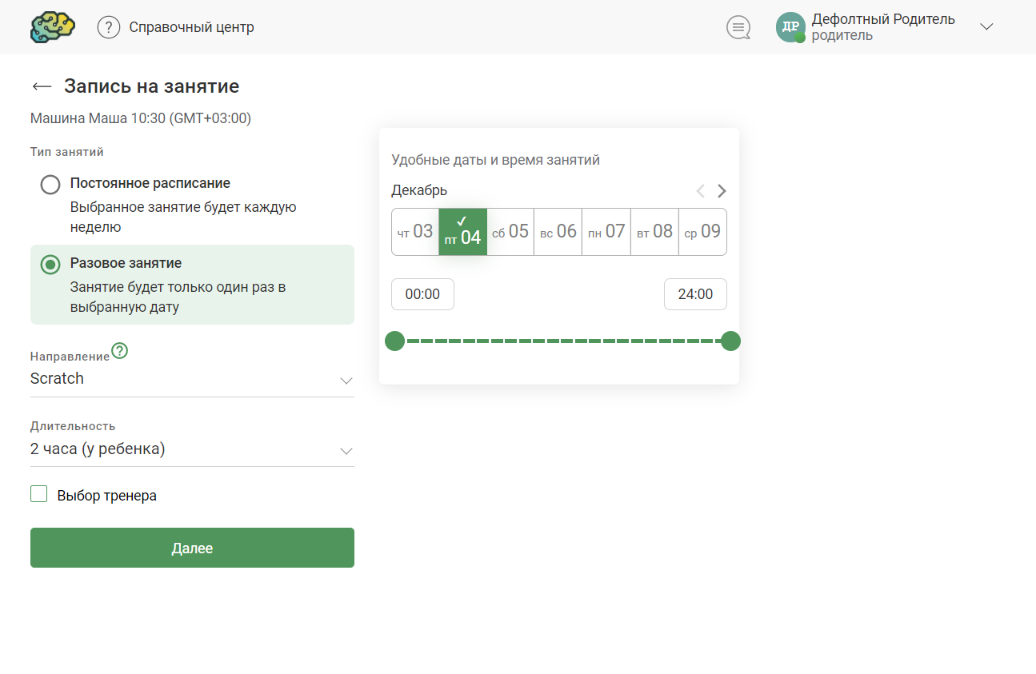 ? Справочный центр
ДР Дефолтный Родитель
родитель
Запись на занятие
Машина Маша 10:30 (GMT+03:00)
Тип занятий
Постоянное расписание
Выбранное занятие будет каждую
неделю
Разовое занятие
Занятие будет только один раз в
выбранную дату
Направление ?
Scratch
Длительность
2 часа (у ребенка)
Выбор тренера
Далее
Удобные даты и время занятий
Декабрь
чт 03 пт 04 сб 05 вс 06 пн 07 вт 08 ср 09
00:00 24:00